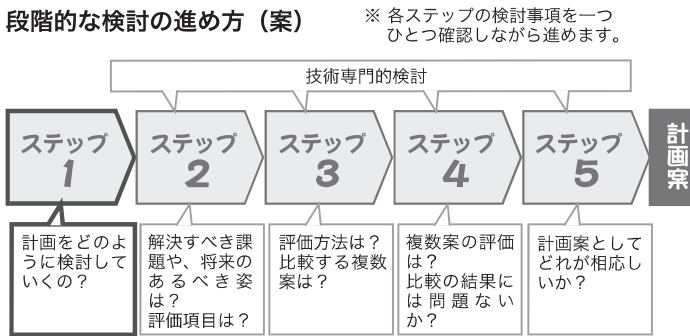 段階的な検討の進め方（案）
※ 各ステップの検討事項を一つ
ひとつ確認しながら進めます。
技術専門的検討
ステップ
1
ステップ
2
ステップ
3
ステップ
4
ステップ
5
計画案
計画をどのよ
うに検討して
いくの？
解決すべき課
題や、将来の
あるべき姿
は？
評価項目は？
評価方法は？
比較する複数
案は？
複数案の評価
は？
比較の結果に
は問題ない
か？
計画案として
どれが相応し
いか？